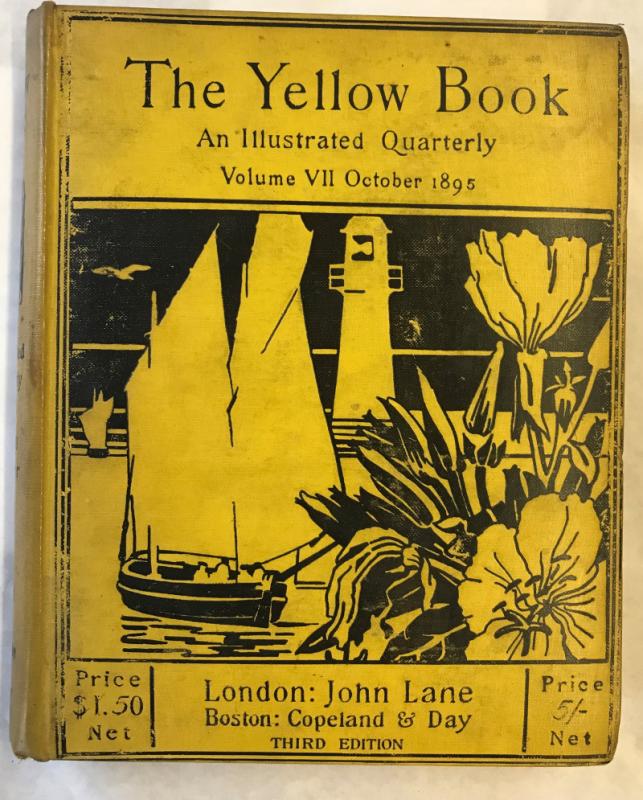 The Yellow Book
An Illustrated Quarterly
Volume VII October 1895
Price
$1.50
Net
London: John Lane
Boston: Copeland & Day
THIRD EDITION
Price
5/-
Net